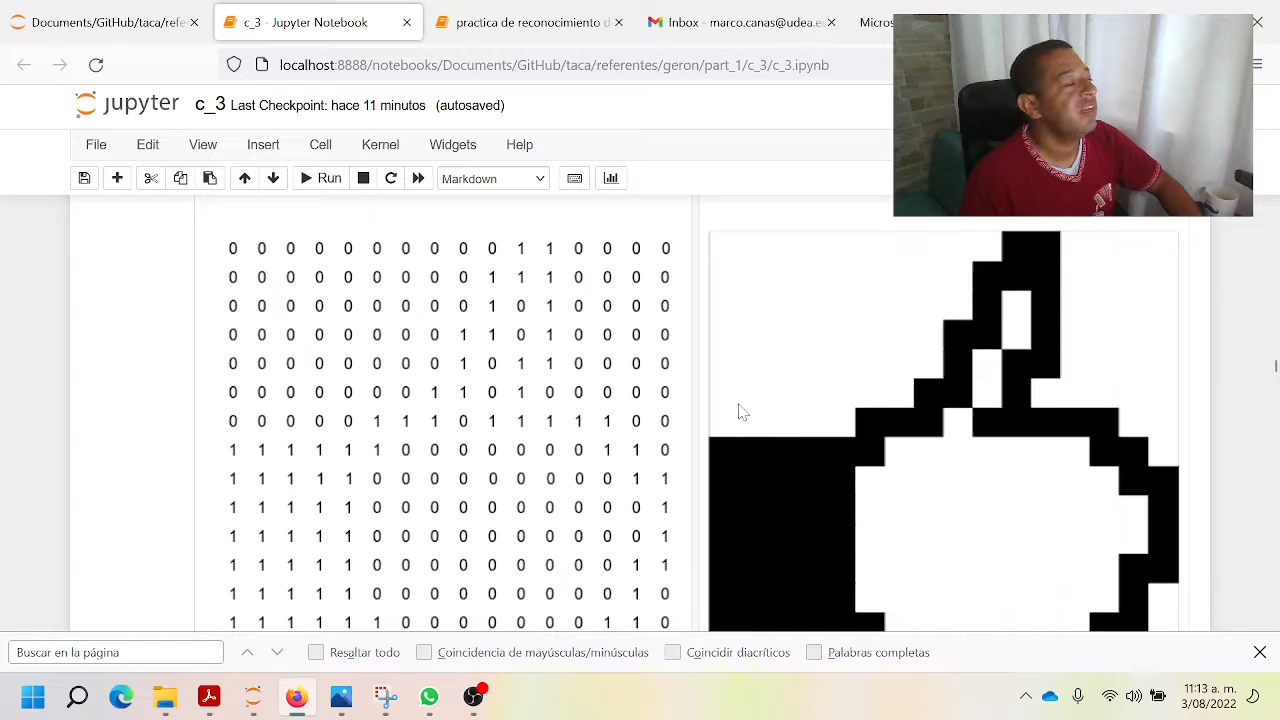 Documents/GitHub/taca/refere
c_3 - Jupyter Notebook
practica de reconocimiento d
Inbox - marco.canas@udea.e
Micros
localhost:8888/notebooks/Documents/GitHub/taca/referentes/geron/part_1/c_3/c_3.ipynb
jupyter c_3 Last Checkpoint: hace 11 minutos (autosaved)
File Edit View Insert Cell Kernel Widgets Help
Run Markdown
0 0 0 0 0 0 0 0 0 0 1 1 0 0 0 0
0 0 0 0 0 0 0 0 0 1 1 1 0 0 0 0
0 0 0 0 0 0 0 0 0 1 0 1 0 0 0 0
0 0 0 0 0 0 0 0 1 1 0 1 0 0 0 0
0 0 0 0 0 0 0 0 1 0 1 1 0 0 0 0
0 0 0 0 0 0 0 1 1 0 1 0 0 0 0 0
0 0 0 0 0 1 1 1 0 1 1 1 1 1 0 0
1 1 1 1 1 1 0 0 0 0 0 0 0 1 1 0
1 1 1 1 1 0 0 0 0 0 0 0 0 0 1 1
1 1 1 1 1 0 0 0 0 0 0 0 0 0 0 1
1 1 1 1 1 0 0 0 0 0 0 0 0 0 0 1
1 1 1 1 1 0 0 0 0 0 0 0 0 0 1 1
1 1 1 1 1 0 0 0 0 0 0 0 0 0 1 0
1 1 1 1 1 1 0 0 0 0 0 0 0 1 1 0
Buscar en la página
Resaltar todo
Coincidencia de mayúsculas/minúsculas
Coincidir diacríticos
Palabras completas
11:13 a. m.
3/08/2022